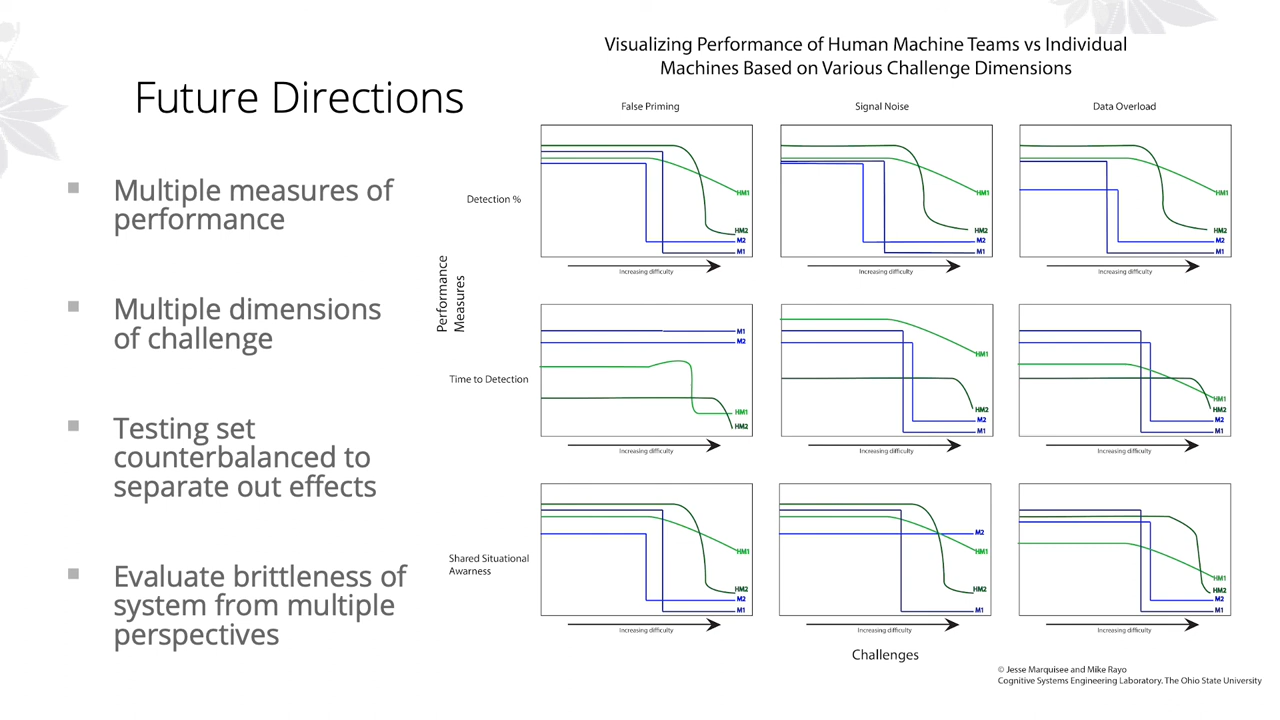 Future Directions
Multiple measures of
performance
Multiple dimensions
of challenge
Testing set
counterbalanced to
separate out effects
Evaluate brittleness of
system from multiple
perspectives
Visualizing Performance of Human Machine Teams vs Individual
Machines Based on Various Challenge Dimensions
False Priming
Signal Noise
Data Overload
Performance
Measures
Detection %
HM1
HM2
M2
M1
Increasing difficulty
HM1
HM2
M2
M1
Increasing difficulty
HM1
HM2
M2
M1
Increasing difficulty
Time to Detection
M1
M2
HM1
HM2
Increasing difficulty
HM1
HM2
M2
M1
Increasing difficulty
HM1
HM2
M2
M1
Increasing difficulty
Shared Situational
Awarness
HM1
HM2
M2
M1
Increasing difficulty
M2
HM1
HM2
M1
Increasing difficulty
HM1
HM2
M2
M1
Increasing difficulty
Challenges
© Jesse Marquisee and Mike Rayo
Cognitive Systems Engineering Laboratory. The Ohio State University